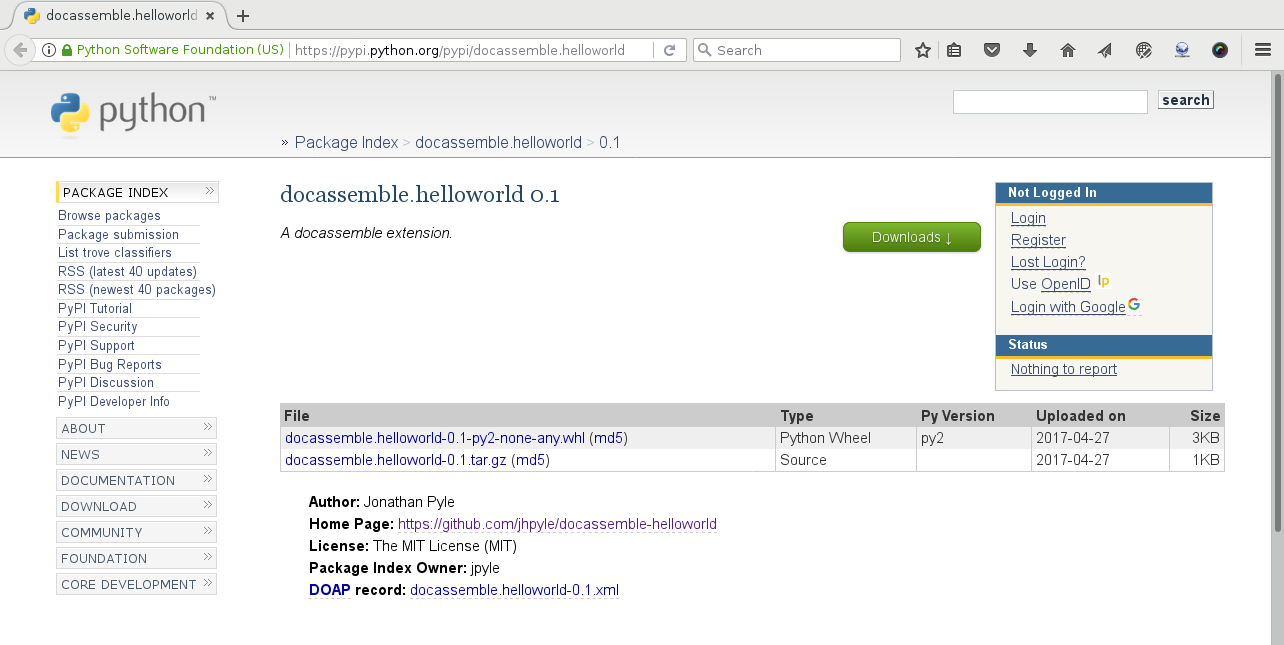 docassemble.helloworld
Python Software Foundation (US) https://pypi.python.org/pypi/docassemble.helloworld Search
python™
search
» Package Index > docassemble.helloworld > 0.1
PACKAGE INDEX »
Browse packages
Package submission
List trove classifiers
RSS (latest 40 updates)
RSS (newest 40 packages)
PyPI Tutorial
PyPI Security
PyPI Support
PyPI Bug Reports
PyPI Discussion
PyPI Developer Info
ABOUT »
NEWS »
DOCUMENTATION »
DOWNLOAD »
COMMUNITY »
FOUNDATION »
CORE DEVELOPMENT »
docassemble.helloworld 0.1
A docassemble extension.
Downloads ↓
Not Logged In
Login
Register
Lost Login?
Use OpenID lp
Login with Google G
Status
Nothing to report
File Type Py Version Uploaded on Size
docassemble.helloworld-0.1-py2-none-any.whl (md5) Python Wheel py2 2017-04-27 3KB
docassemble.helloworld-0.1.tar.gz (md5) Source 2017-04-27 1KB
Author: Jonathan Pyle
Home Page: https://github.com/jhpyle/docassemble-helloworld
License: The MIT License (MIT)
Package Index Owner: jpyle
DOAP record: docassemble.helloworld-0.1.xml